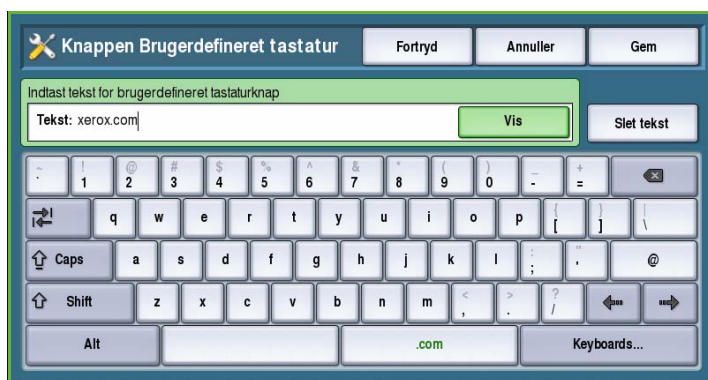 Knappen Brugerdefineret tastatur Fortryd Annuller Gem
Indtast tekst for brugerdefineret tastaturknap
Tekst: xerox.com Vis Slet tekst
~ ! @ # $ % ^ & * ( ) _ +
` 1 2 3 4 5 6 7 8 9 0 - =
q w e r t y u i o p { [ } ] | \
Caps a s d f g h j k l : ; " ' @
Shift z x c v b n m < , > . ? /
Alt .com Keyboards...